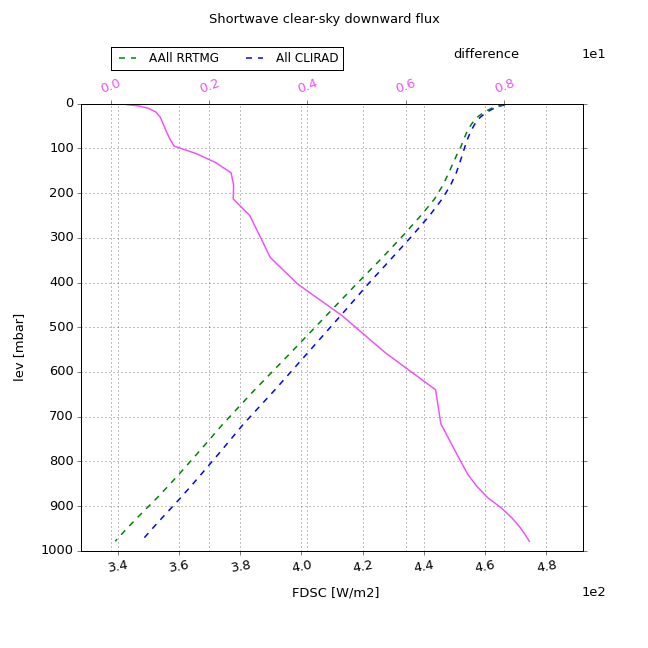 Shortwave clear-sky downward flux
AAll RRTMG All CLIRAD difference 1e1
0.0 0.2 0.4 0.6 0.8
0
100
200
300
400
500
600
700
800
900
1000
lev [mbar]
3.4 3.6 3.8 4.0 4.2 4.4 4.6 4.8
FDSC [W/m2] 1e2